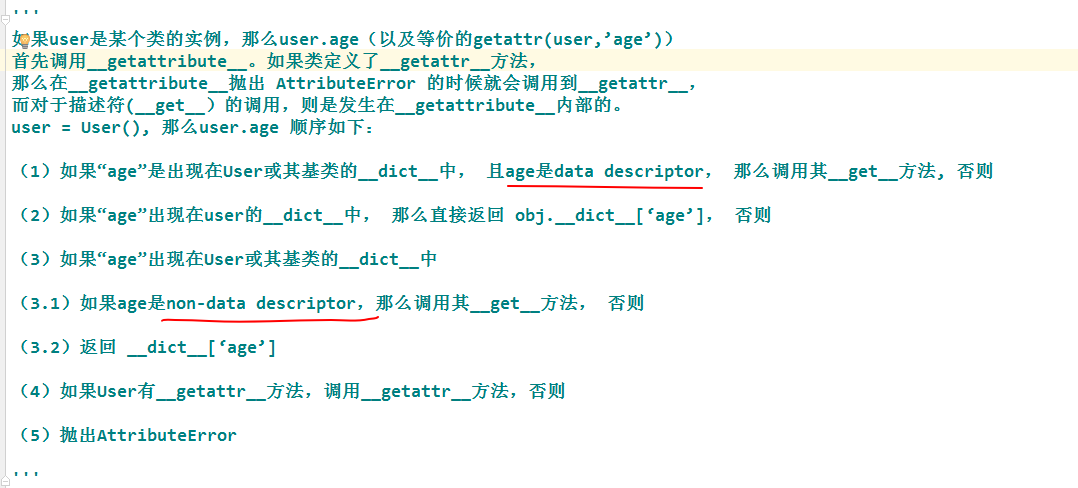 '''
如果user是某个类的实例，那么user.age（以及等价的getattr(user,’age’)）
首先调用__getattribute__。如果类定义了__getattr__方法，
那么在__getattribute__抛出 AttributeError 的时候就会调用到__getattr__，
而对于描述符(__get__）的调用，则是发生在__getattribute__内部的。
user = User(), 那么user.age 顺序如下：
（1）如果“age”是出现在User或其基类的__dict__中， 且age是data descriptor， 那么调用其__get__方法, 否则
（2）如果“age”出现在user的__dict__中， 那么直接返回 obj.__dict__[‘age’]， 否则
（3）如果“age”出现在User或其基类的__dict__中
（3.1）如果age是non-data descriptor，那么调用其__get__方法， 否则
（3.2）返回 __dict__[‘age’]
（4）如果User有__getattr__方法，调用__getattr__方法，否则
（5）抛出AttributeError
'''